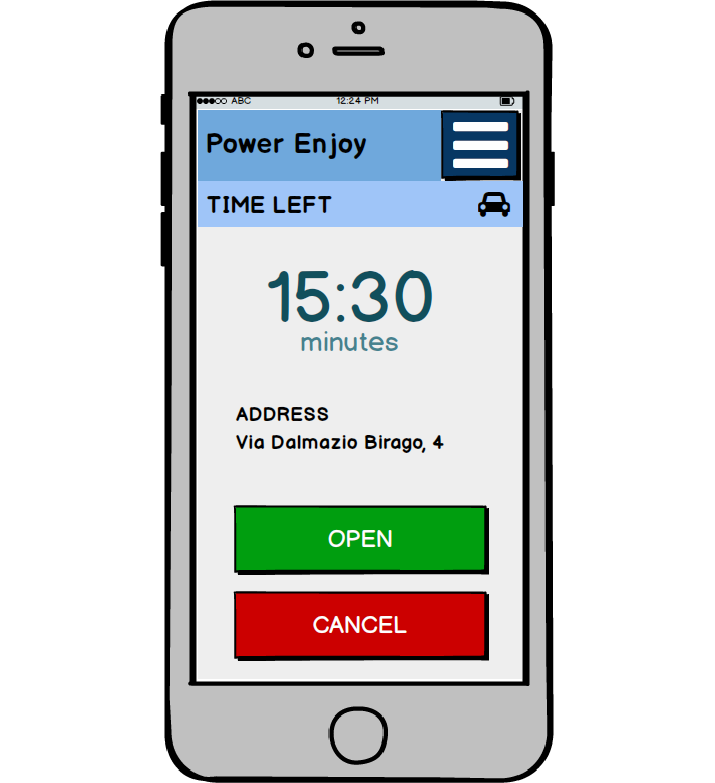 ABC 12:24 PM
Power Enjoy
TIME LEFT
15:30
minutes
ADDRESS
Via Dalmazio Birago, 4
OPEN
CANCEL